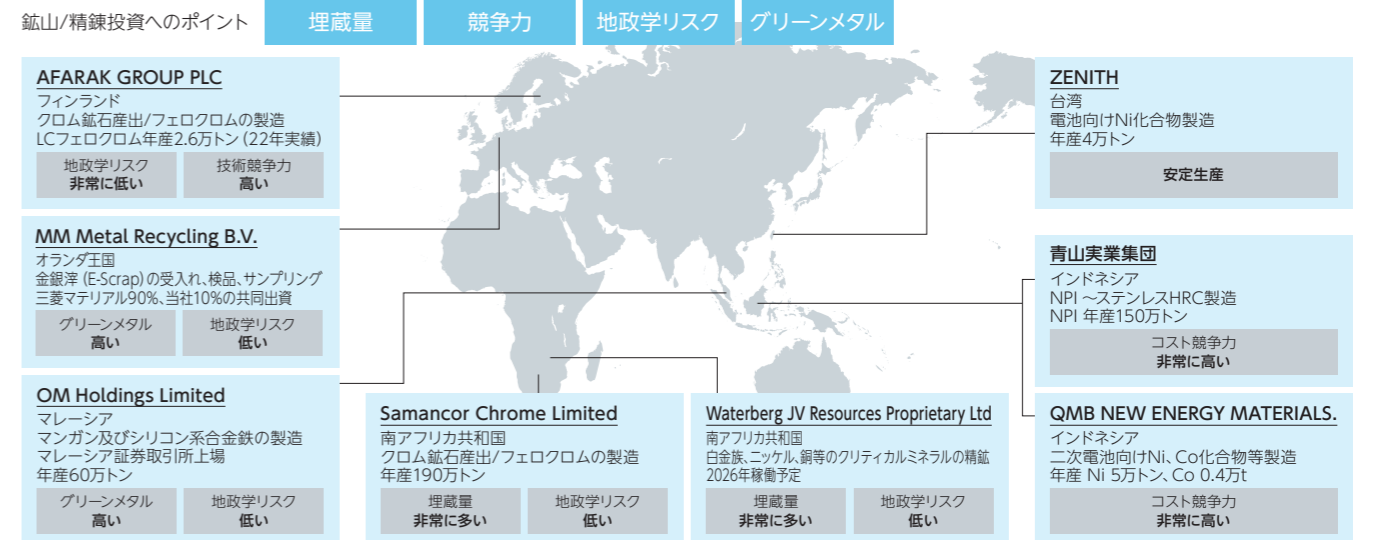 鉱山/精錬投資へのポイント
埋蔵量
競争力
地政学リスク
グリーンメタル
AFARAK GROUP PLC
フィンランド
クロム鉱石産出/フェロクロムの製造
LCフェロクロム年産2.6万トン（22年実績）
地政学リスク
非常に低い
技術競争力
高い
MM Metal Recycling B.V.
オランダ王国
金銀滓（E-Scrap）の受入れ、検品、サンプリング
三菱マテリアル90%、当社10%の共同出資
グリーンメタル
高い
地政学リスク
低い
OM Holdings Limited
マレーシア
マンガン及びシリコン系合金鉄の製造
マレーシア証券取引所上場
年産60万トン
グリーンメタル
高い
地政学リスク
低い
Samancor Chrome Limited
南アフリカ共和国
クロム鉱石産出/フェロクロムの製造
年産190万トン
埋蔵量
非常に多い
地政学リスク
低い
Waterberg JV Resources Proprietary Ltd
南アフリカ共和国
白金族、ニッケル、銅等のクリティカルミネラルの精鉱
2026年稼働予定
埋蔵量
非常に多い
地政学リスク
低い
ZENITH
台湾
電池向けNi化合物製造
年産4万トン
安定生産
青山実業集団
インドネシア
NPI ～ステンレスHRC製造
NPI 年産150万トン
コスト競争力
非常に高い
QMB NEW ENERGY MATERIALS.
インドネシア
二次電池向けNi、Co化合物等製造
年産 Ni 5万トン、Co 0.4万t
コスト競争力
非常に高い